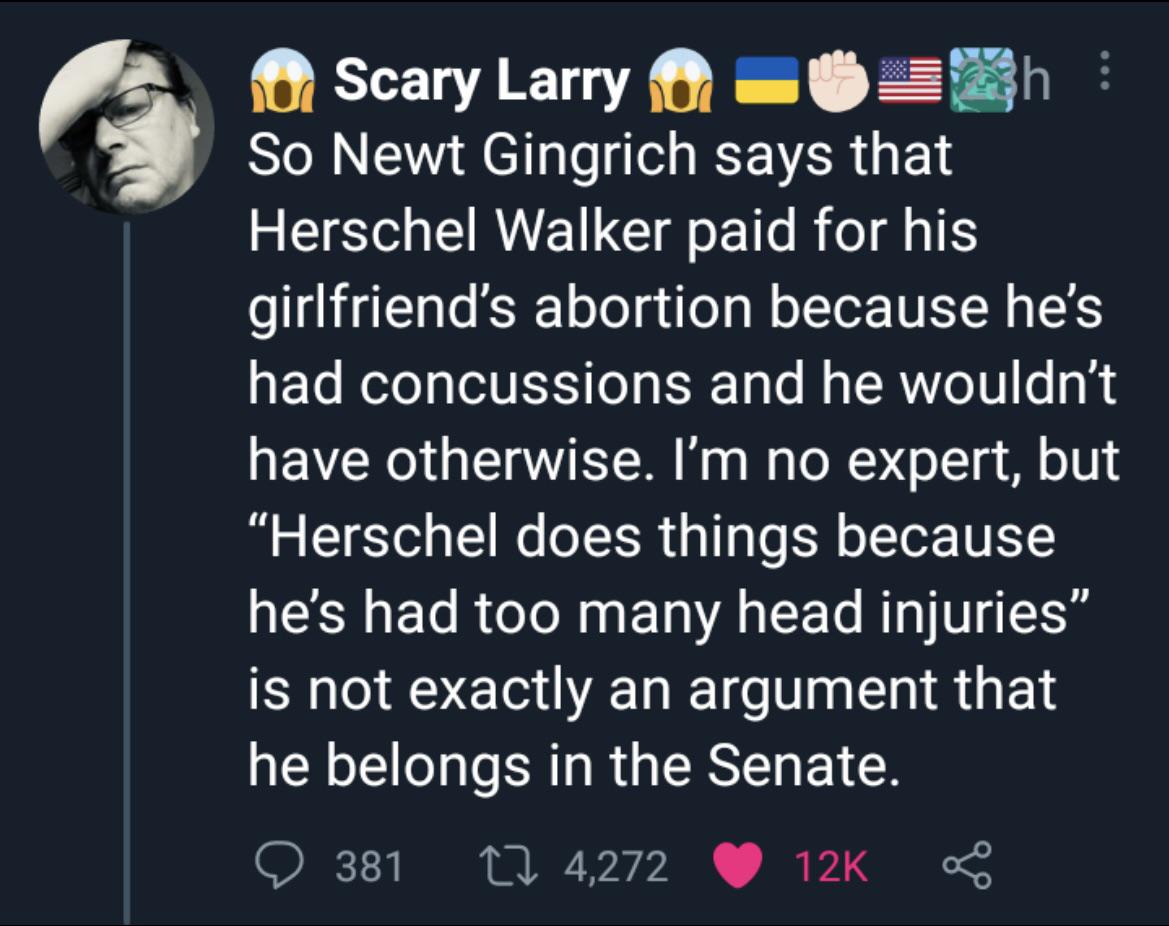 😱 Scary Larry 😱 🇺🇦✊🏻🇺🇸🗽 · 23h
So Newt Gingrich says that
Herschel Walker paid for his
girlfriend’s abortion because he’s
had concussions and he wouldn’t
have otherwise. I’m no expert, but
“Herschel does things because
he’s had too many head injuries”
is not exactly an argument that
he belongs in the Senate.
381 4,272 12K